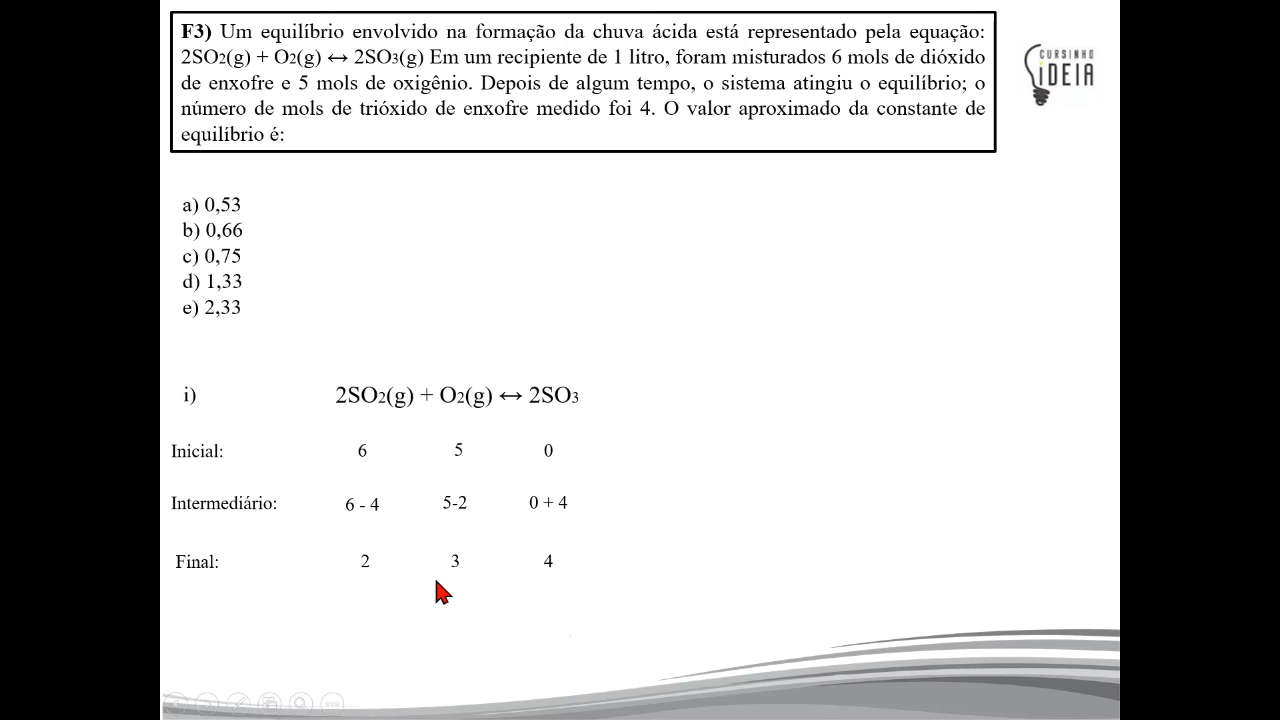 F3) Um equilíbrio envolvido na formação da chuva ácida está representado pela equação:
2SO2(g) + O2(g) ↔ 2SO3(g) Em um recipiente de 1 litro, foram misturados 6 mols de dióxido
de enxofre e 5 mols de oxigênio. Depois de algum tempo, o sistema atingiu o equilíbrio; o
número de mols de trióxido de enxofre medido foi 4. O valor aproximado da constante de
equilíbrio é:
CURSINHO
iDEIA
a) 0,53
b) 0,66
c) 0,75
d) 1,33
e) 2,33
i) 2SO2(g) + O2(g) ↔ 2SO3
Inicial: 6 5 0
Intermediário: 6 - 4 5-2 0 + 4
Final: 2 3 4